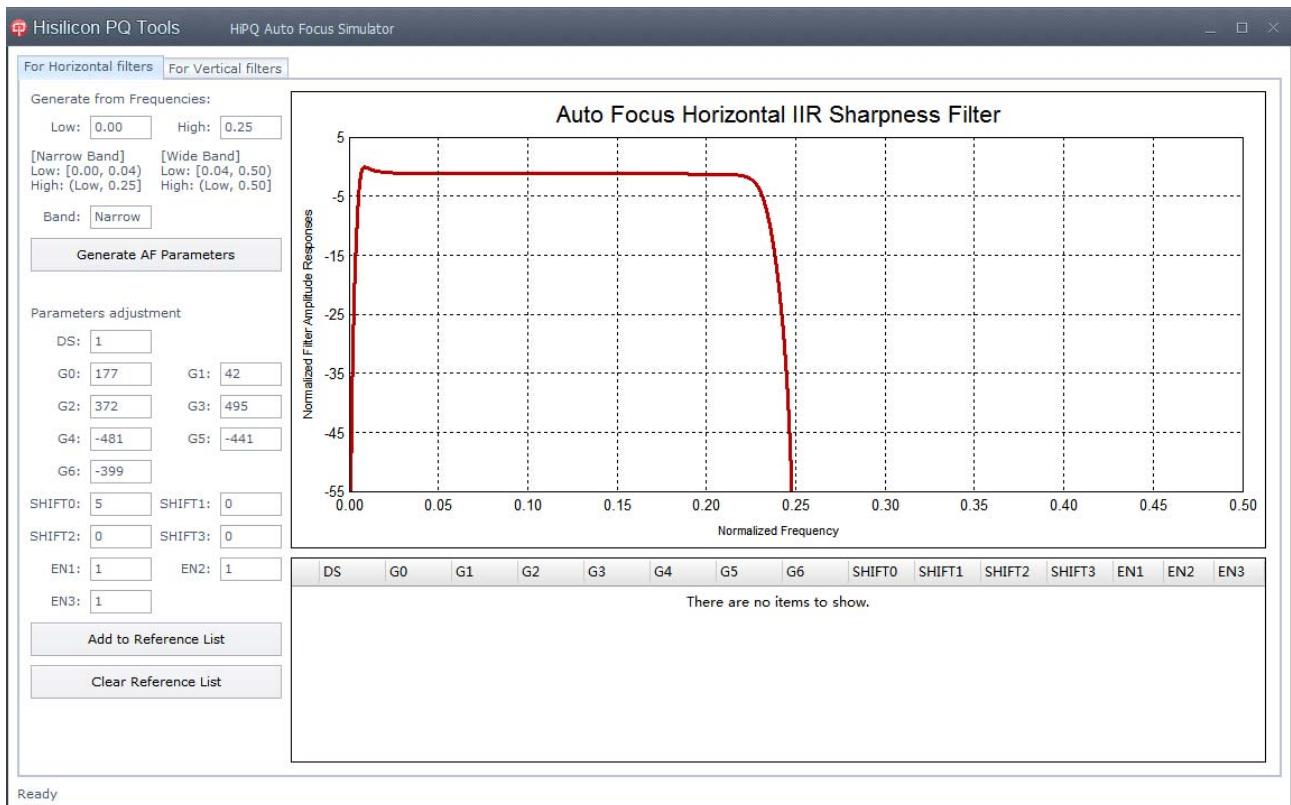 Hisilicon PQ Tools HiPQ Auto Focus Simulator
For Horizontal filters For Vertical filters
Generate from Frequencies:
Low: 0.00 High: 0.25
[Narrow Band] [Wide Band]
Low: [0.00, 0.04) Low: [0.04, 0.50)
High: (Low, 0.25] High: (Low, 0.50]
Band: Narrow
Generate AF Parameters
Parameters adjustment
DS: 1
G0: 177 G1: 42
G2: 372 G3: 495
G4: -481 G5: -441
G6: -399
SHIFT0: 5 SHIFT1: 0
SHIFT2: 0 SHIFT3: 0
EN1: 1 EN2: 1
EN3: 1
Add to Reference List
Clear Reference List
Auto Focus Horizontal IIR Sharpness Filter
Normalized Filter Amplitude Responses
5
-5
-15
-25
-35
-45
-55
0.00 0.05 0.10 0.15 0.20 0.25 0.30 0.35 0.40 0.45 0.50
Normalized Frequency
DS G0 G1 G2 G3 G4 G5 G6 SHIFT0 SHIFT1 SHIFT2 SHIFT3 EN1 EN2 EN3
There are no items to show.
Ready